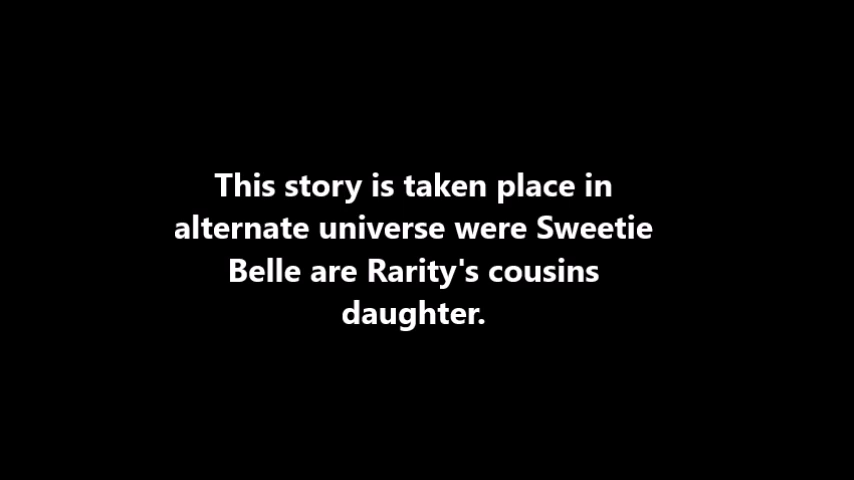 This story is taken place in
alternate universe were Sweetie
Belle are Rarity's cousins
daughter.